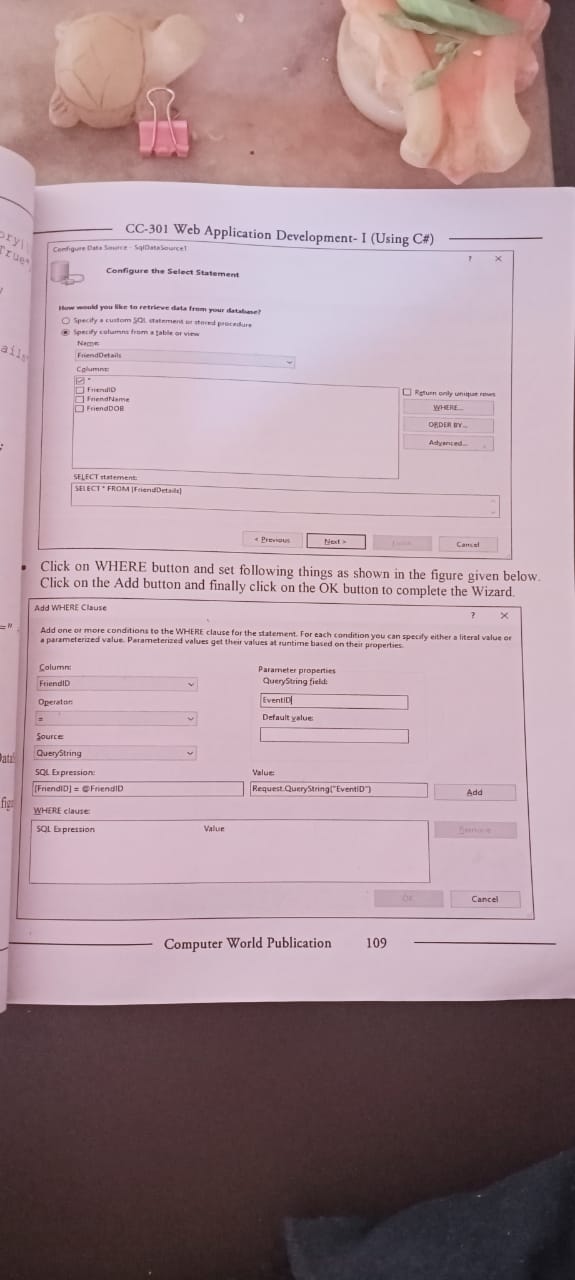 CC-301 Web Application Development- I (Using C#)
Configure Data Source - SqlDataSource1
? ×
Configure the Select Statement
How would you like to retrieve data from your database?
Specify a custom SQL statement or stored procedure
Specify columns from a table or view
Name:
FriendDetails
Columns:
*
FriendID
FriendName
FriendDOB
Return only unique rows
WHERE...
ORDER BY...
Advanced...
SELECT statement:
SELECT * FROM [FriendDetails]
< Previous
Next >
Cancel
• Click on WHERE button and set following things as shown in the figure given below.
Click on the Add button and finally click on the OK button to complete the Wizard.
Add WHERE Clause
? ×
Add one or more conditions to the WHERE clause for the statement. For each condition you can specify either a literal value or
a parameterized value. Parameterized values get their values at runtime based on their properties.
Column:
FriendID
Operator:
=
Source:
QueryString
Parameter properties
QueryString field:
EventID
Default value:
SQL Expression:
[FriendID] = @FriendID
Value:
Request.QueryString("EventID")
Add
WHERE clause:
SQL Expression Value
Remove
OK
Cancel
Computer World Publication 109